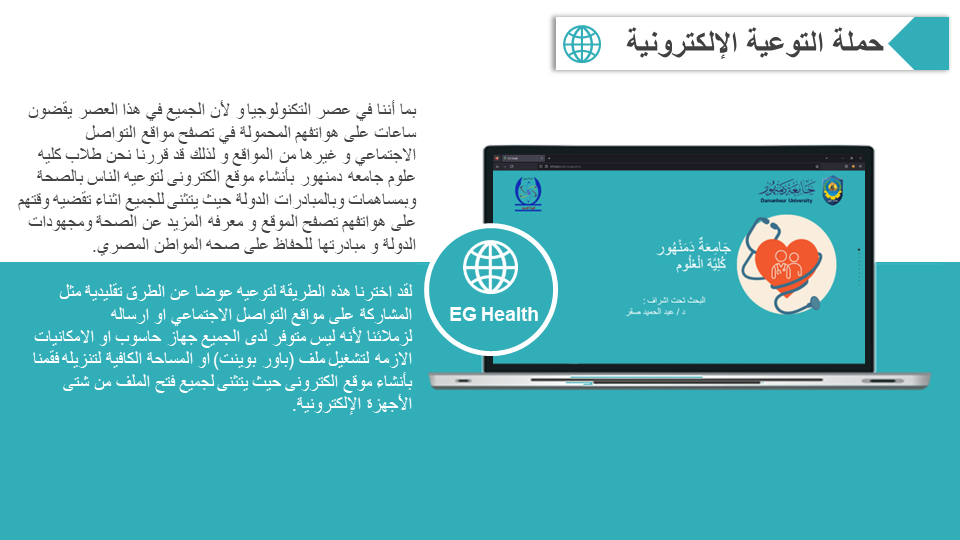 حملة التوعية الإلكترونية
بما أننا في عصر التكنولوجيا و لأن الجميع في هذا العصر يقضون
ساعات على هواتفهم المحمولة في تصفح مواقع التواصل
الاجتماعي و غيرها من المواقع و لذلك قد قررنا نحن طلاب كليه
علوم جامعه دمنهور بأنشاء موقع الكترونى لتوعيه الناس بالصحة
وبمساهمات وبالمبادرات الدولة حيث يتثنى للجميع اثناء تقضيه وقتهم
على هواتفهم تصفح الموقع و معرفه المزيد عن الصحة ومجهودات
الدولة و مبادرتها للحفاظ على صحه المواطن المصري.
لقد اخترنا هذه الطريقة لتوعيه عوضا عن الطرق تقليدية مثل
المشاركة على مواقع التواصل الاجتماعي او ارساله
لزملائنا لأنه ليس متوفر لدى الجميع جهاز حاسوب او الامكانيات
الازمه لتشغيل ملف (باور بوينت) او المساحة الكافية لتنزيله فقمنا
بأنشاء موقع الكترونى حيث يتثنى لجميع فتح الملف من شتى
الأجهزة الإلكترونية.
EG Health
جامعة دمنهور
Damanhour University
جَامِعَةُ دَمَنْهُور
كُلِيَّة الْعُلُوم
البحث تحت اشراف :
د / عبد الحميد صقر